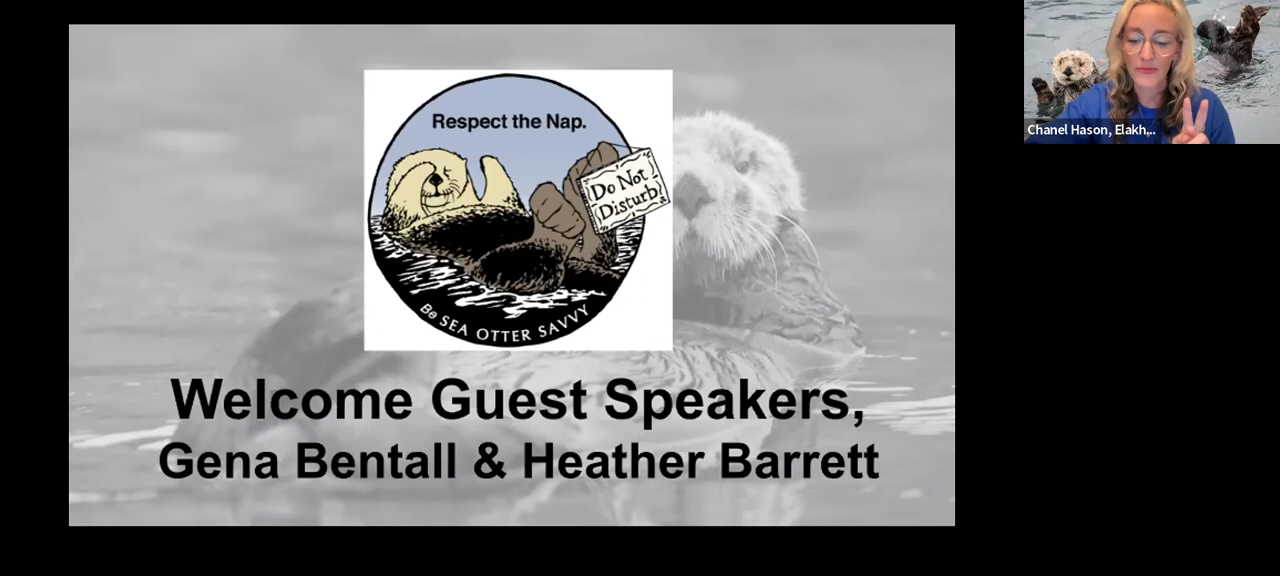 Respect the Nap.
Do Not
Disturb!
Be SEA OTTER SAVVY
Welcome Guest Speakers,
Gena Bentall & Heather Barrett
Chanel Hason, Elakh...